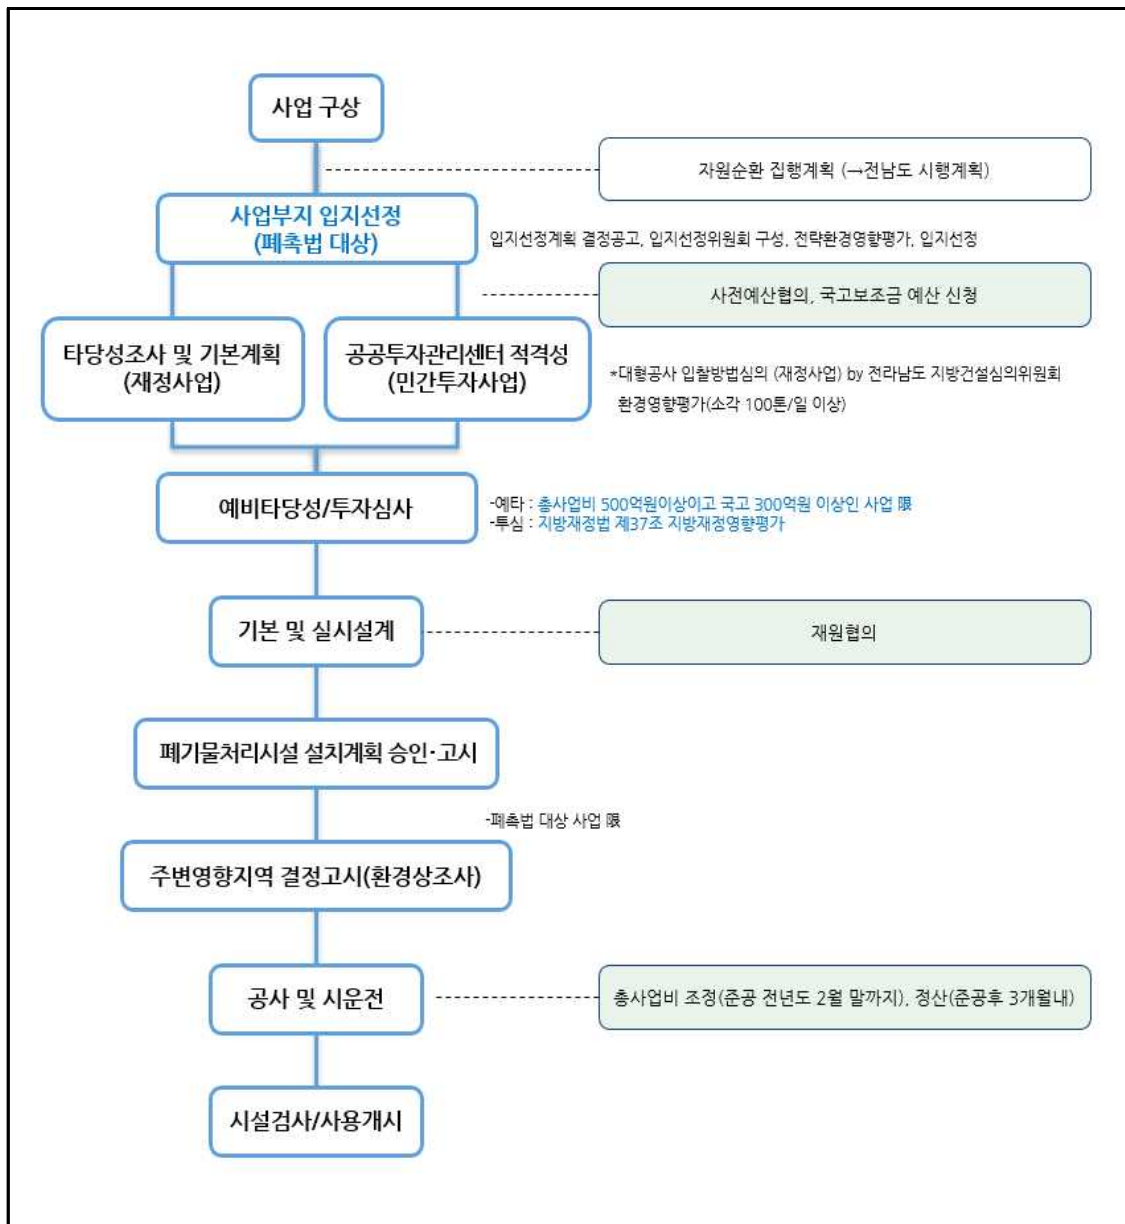 사업 구상
자원순환 집행계획 (→전남도 시행계획)
사업부지 입지선정
(폐촉법 대상)
입지선정계획 결정공고, 입지선정위원회 구성, 전략환경영향평가, 입지선정
사전예산협의, 국고보조금 예산 신청
타당성조사 및 기본계획
(재정사업)
공공투자관리센터 적격성
(민간투자사업)
*대형공사 입찰방법심의 (재정사업) by 전라남도 지방건설심의위원회
환경영향평가(소각 100톤/일 이상)
예비타당성/투자심사
-예타 : 총사업비 500억원이상이고 국고 300억원 이상인 사업 限
-투심 : 지방재정법 제37조 지방재정영향평가
기본 및 실시설계
재원협의
폐기물처리시설 설치계획 승인·고시
-폐촉법 대상 사업 限
주변영향지역 결정고시(환경상조사)
공사 및 시운전
총사업비 조정(준공 전년도 2월 말까지), 정산(준공후 3개월내)
시설검사/사용개시